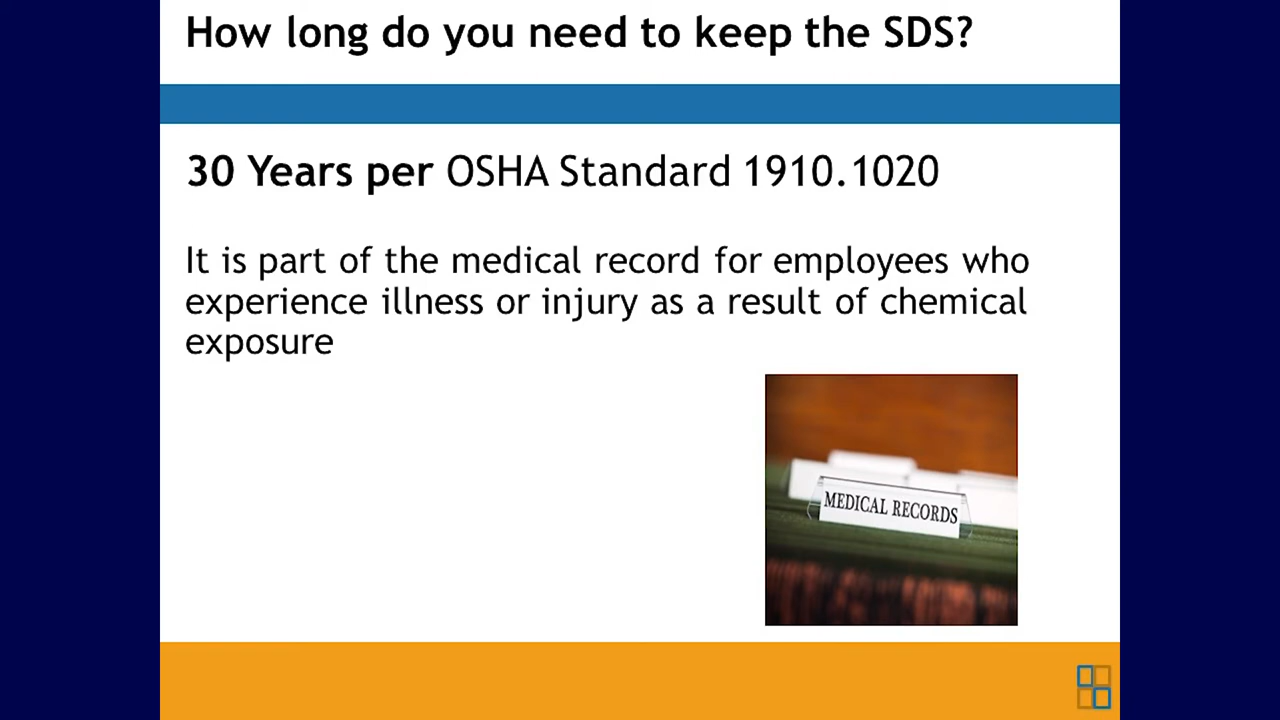 How long do you need to keep the SDS?
30 Years per OSHA Standard 1910.1020
It is part of the medical record for employees who
experience illness or injury as a result of chemical
exposure
MEDICAL RECORDS